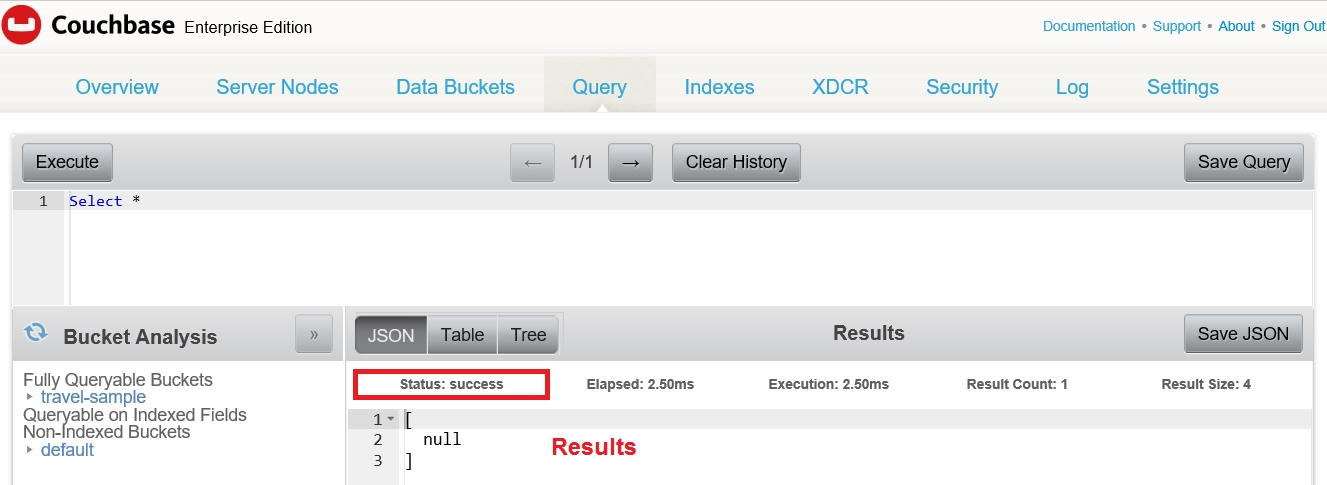 Couchbase Enterprise Edition
Documentation • Support • About • Sign Out
Overview Server Nodes Data Buckets Query Indexes XDCR Security Log Settings
Execute ← 1/1 → Clear History Save Query
1 Select *
Bucket Analysis » JSON Table Tree Results Save JSON
Status: success Elapsed: 2.50ms Execution: 2.50ms Result Count: 1 Result Size: 4
Fully Queryable Buckets
travel-sample
Queryable on Indexed Fields
Non-Indexed Buckets
default
1 [
2 null
3 ]
Results